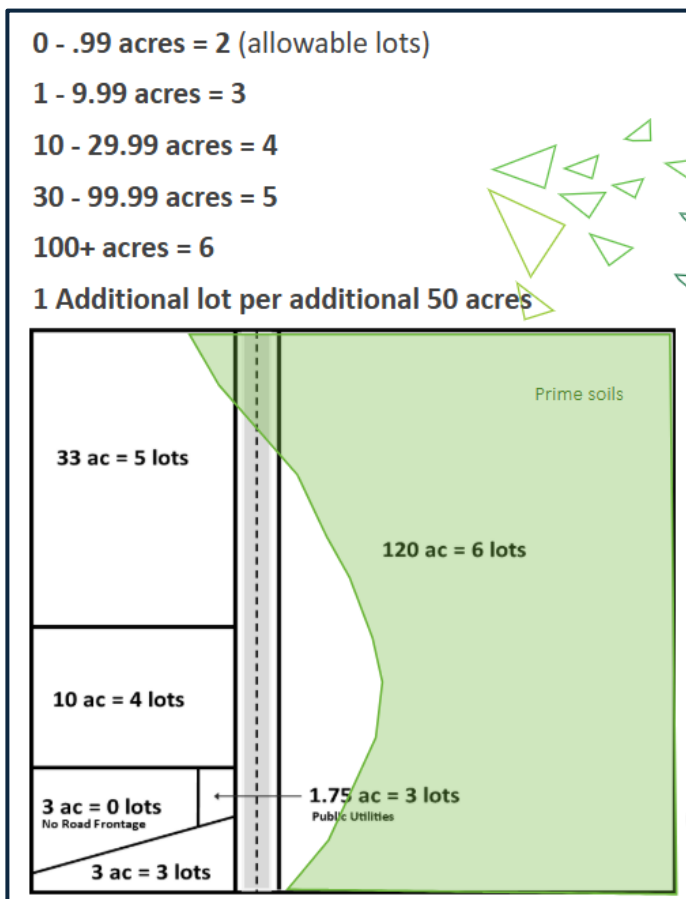 0 - .99 acres = 2 (allowable lots)
1 - 9.99 acres = 3
10 - 29.99 acres = 4
30 - 99.99 acres = 5
100+ acres = 6
1 Additional lot per additional 50 acres
Prime soils
33 ac = 5 lots
120 ac = 6 lots
10 ac = 4 lots
3 ac = 0 lots
No Road Frontage
1.75 ac = 3 lots
Public Utilities
3 ac = 3 lots